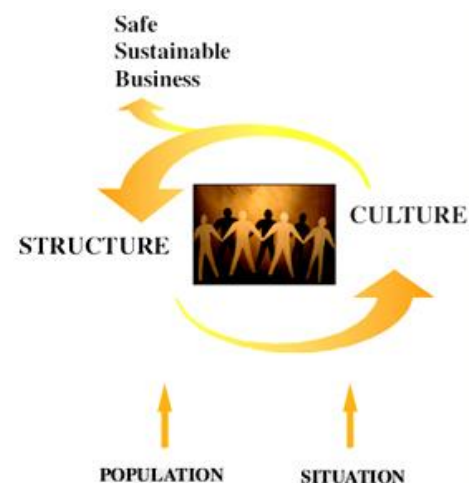 Safe
Sustainable
Business
CULTURE
STRUCTURE
POPULATION
SITUATION